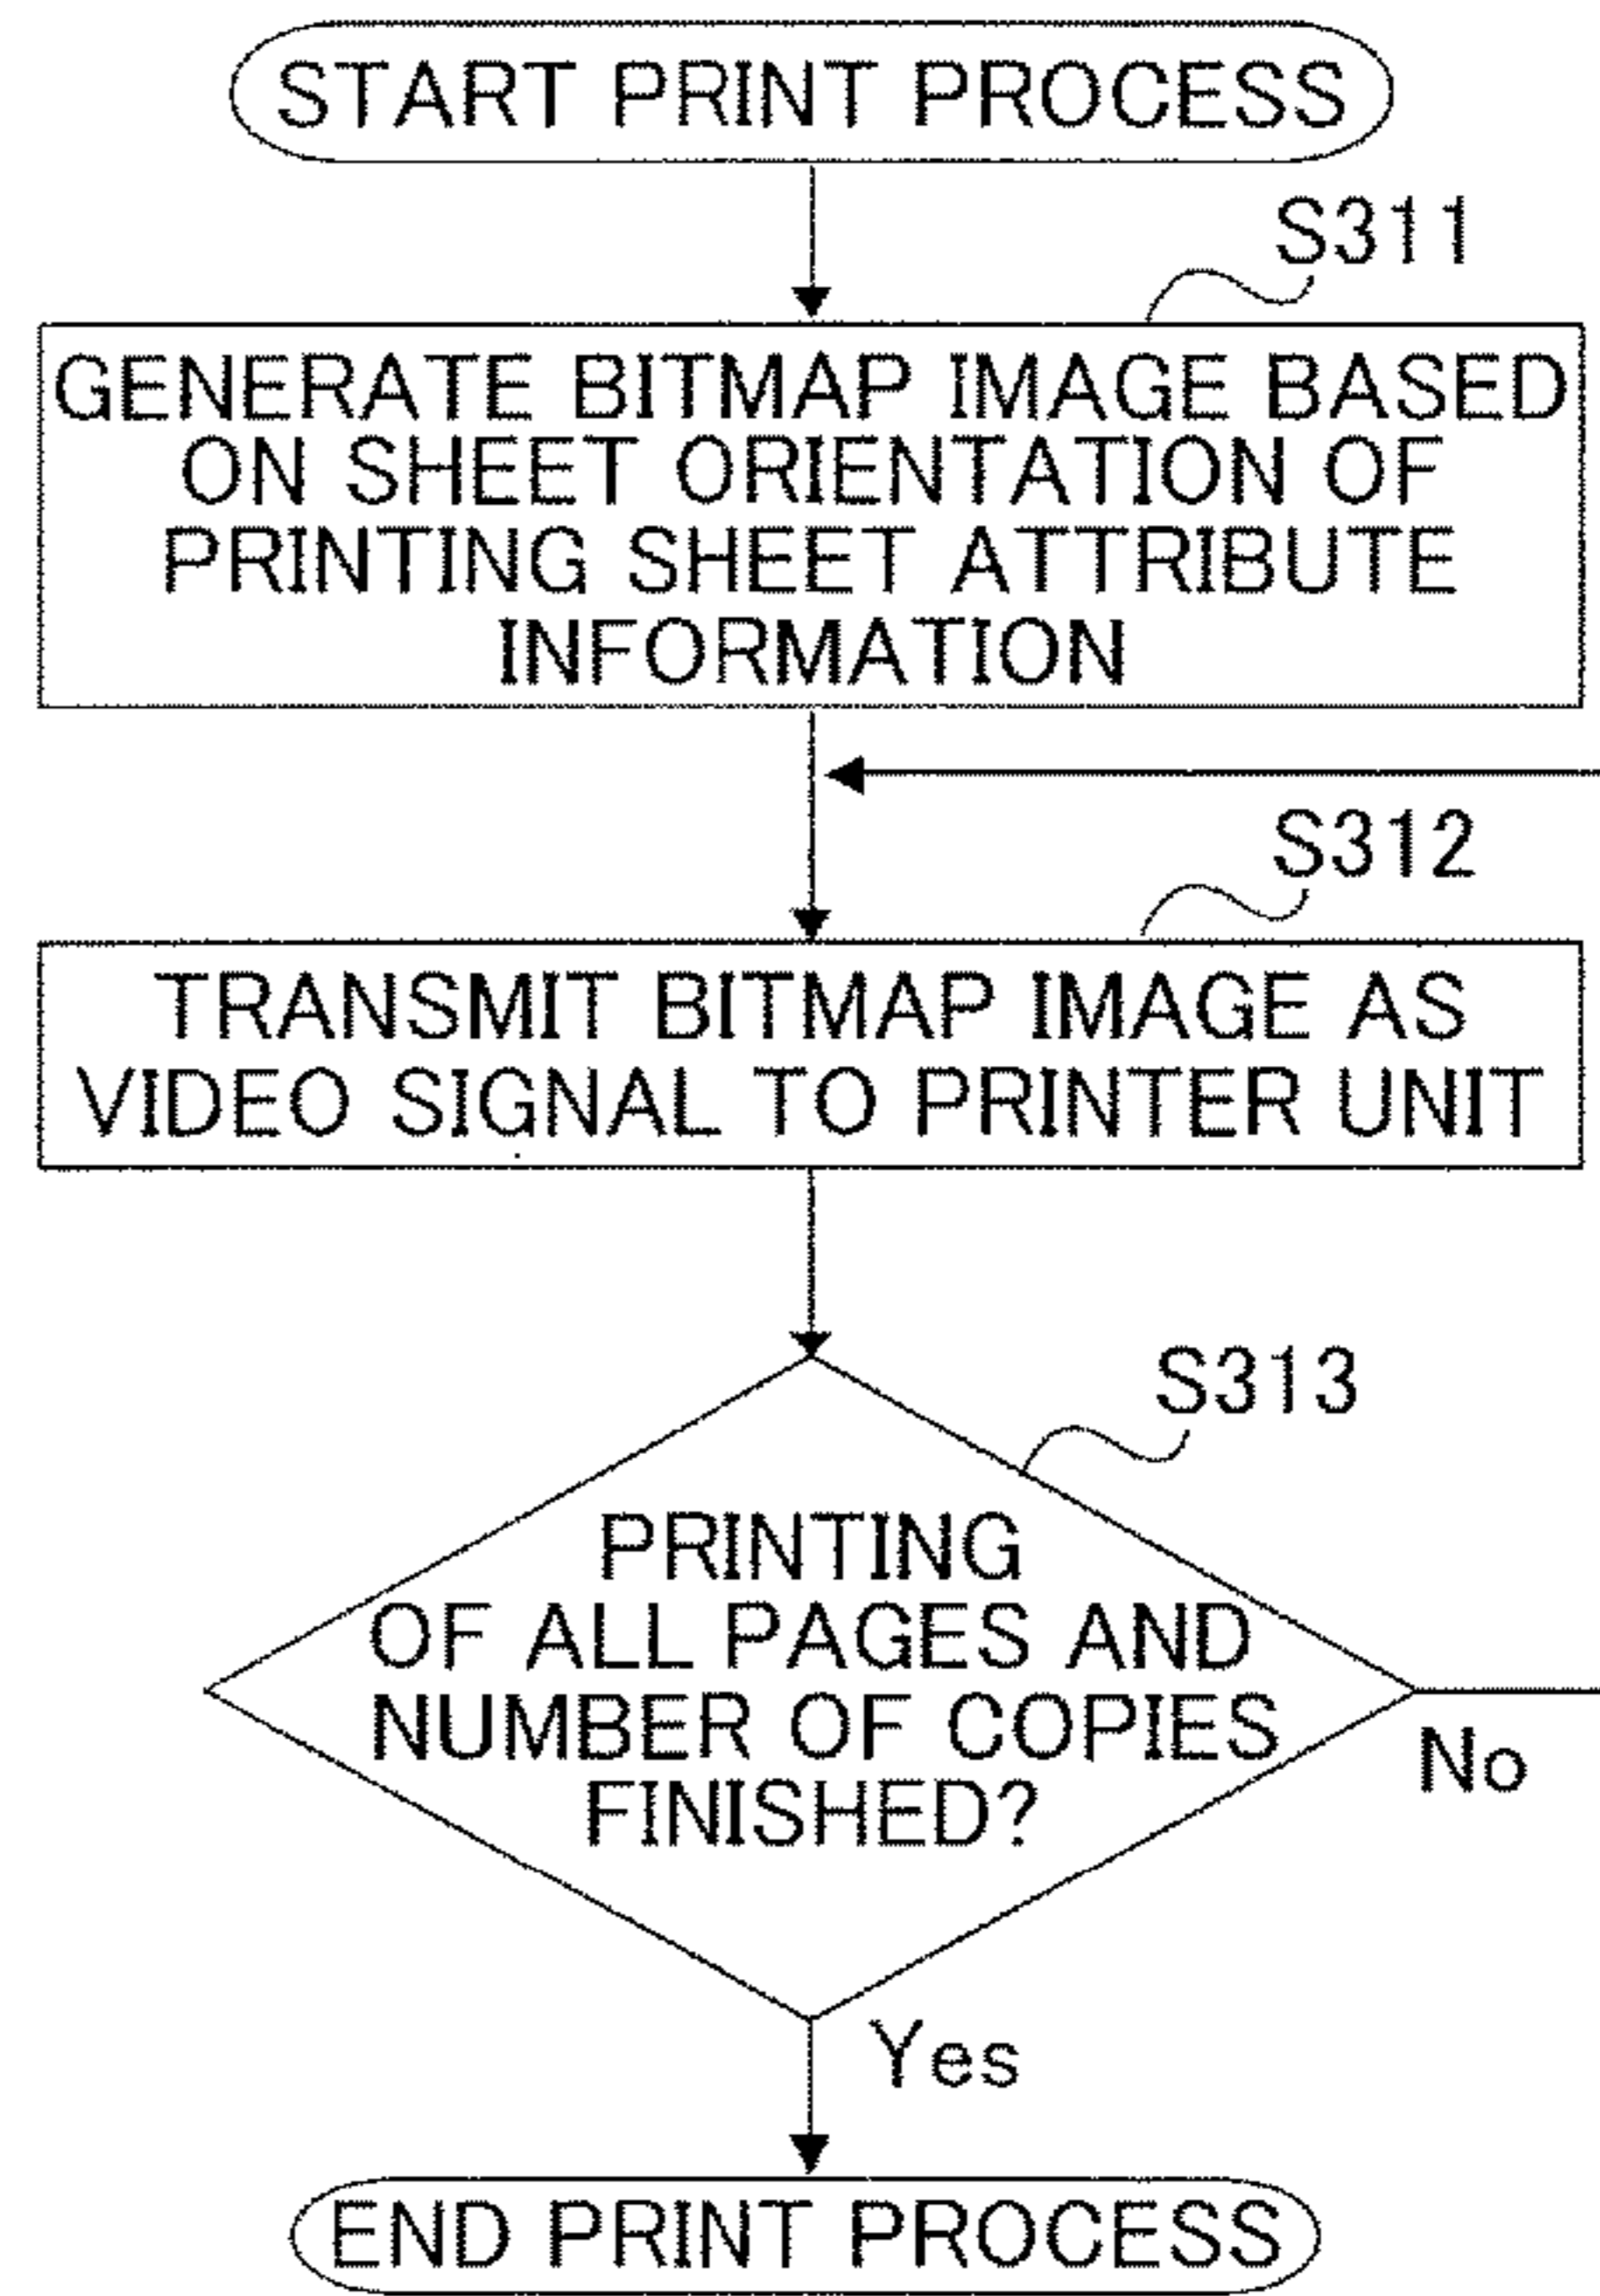 START PRINT PROCESS
S311
GENERATE BITMAP IMAGE BASED
ON SHEET ORIENTATION OF
PRINTING SHEET ATTRIBUTE
INFORMATION
S312
TRANSMIT BITMAP IMAGE AS
VIDEO SIGNAL TO PRINTER UNIT
S313
PRINTING
OF ALL PAGES AND
NUMBER OF COPIES
FINISHED?
No
Yes
END PRINT PROCESS